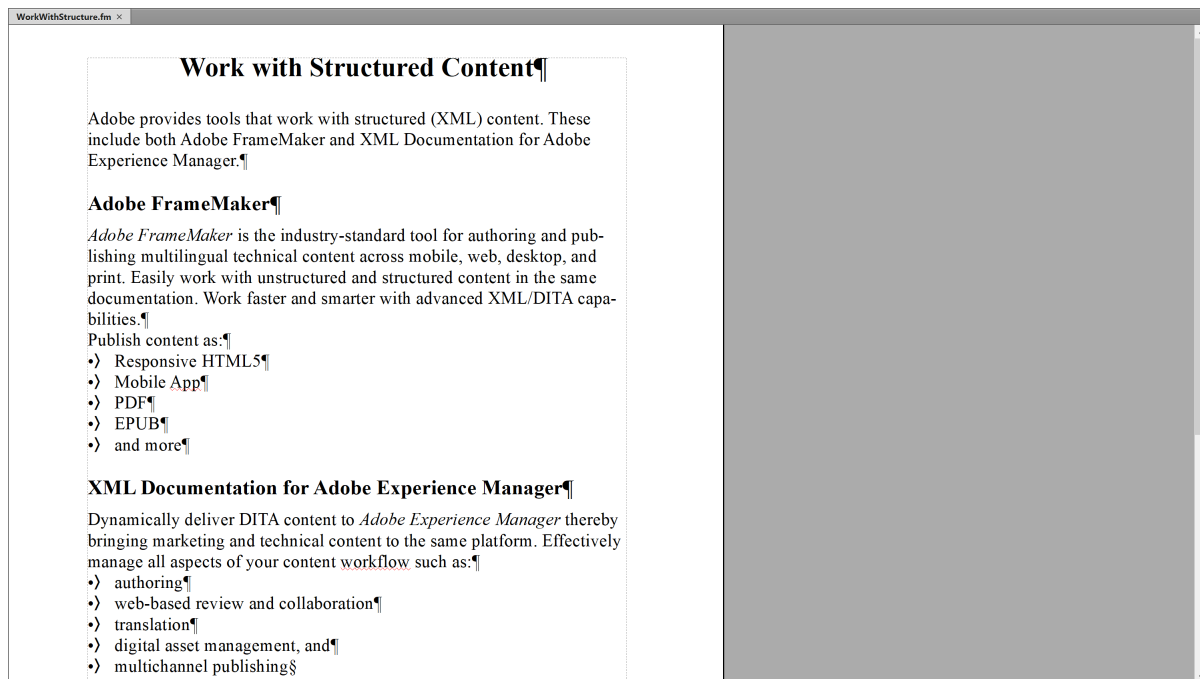 WorkWithStructure.fm ×
Work with Structured Content¶
Adobe provides tools that work with structured (XML) content. These
include both Adobe FrameMaker and XML Documentation for Adobe
Experience Manager.¶
Adobe FrameMaker¶
Adobe FrameMaker is the industry-standard tool for authoring and pub-
lishing multilingual technical content across mobile, web, desktop, and
print. Easily work with unstructured and structured content in the same
documentation. Work faster and smarter with advanced XML/DITA capa-
bilities.¶
Publish content as:¶
•⟩ Responsive HTML5¶
•⟩ Mobile App¶
•⟩ PDF¶
•⟩ EPUB¶
•⟩ and more¶
XML Documentation for Adobe Experience Manager¶
Dynamically deliver DITA content to Adobe Experience Manager thereby
bringing marketing and technical content to the same platform. Effectively
manage all aspects of your content workflow such as:¶
•⟩ authoring¶
•⟩ web-based review and collaboration¶
•⟩ translation¶
•⟩ digital asset management, and¶
•⟩ multichannel publishing§